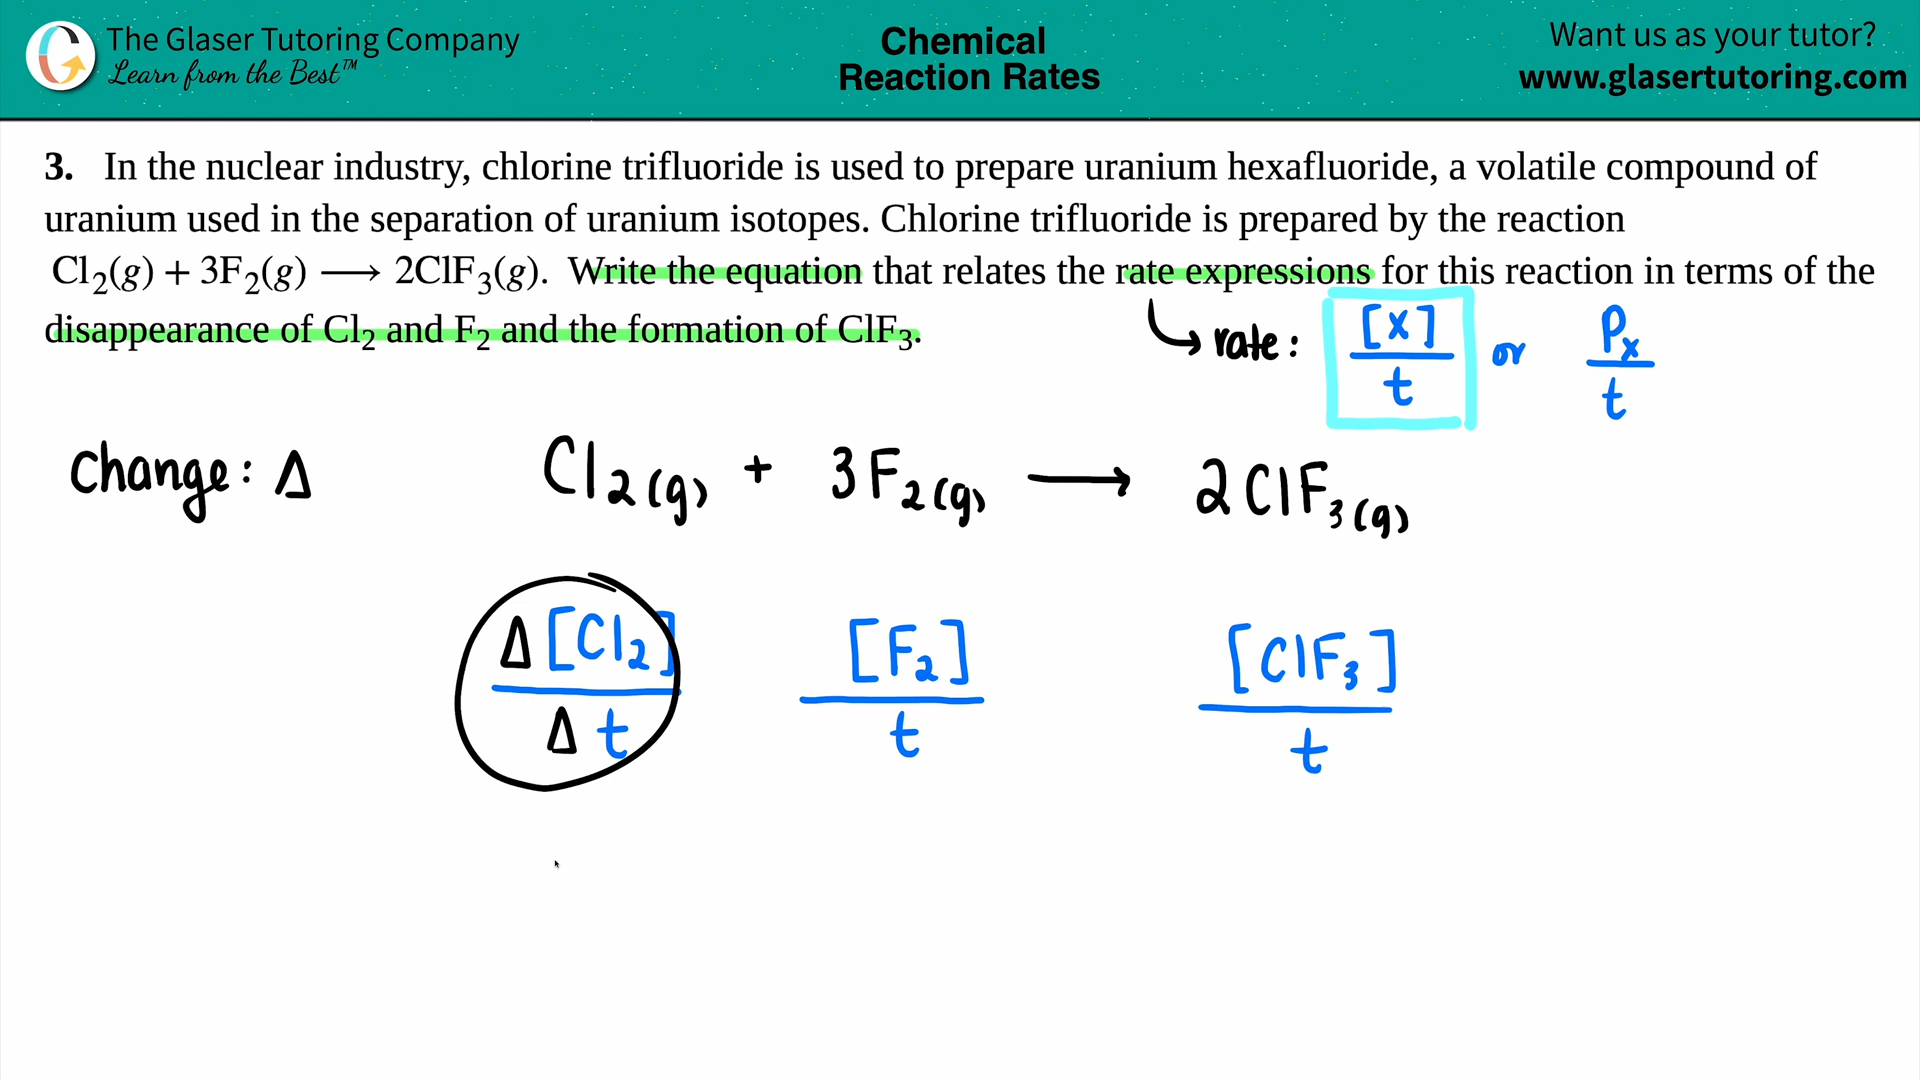 The Glaser Tutoring Company
Learn from the Best™
Chemical
Reaction Rates
Want us as your tutor?
www.glasertutoring.com
3. In the nuclear industry, chlorine trifluoride is used to prepare uranium hexafluoride, a volatile compound of
uranium used in the separation of uranium isotopes. Chlorine trifluoride is prepared by the reaction
Cl₂(g) + 3F₂(g) ⟶ 2ClF₃(g). Write the equation that relates the rate expressions for this reaction in terms of the
disappearance of Cl₂ and F₂ and the formation of ClF₃.
rate: [x]/t or Pₓ/t
Change: Δ
Cl₂(g) + 3F₂(g) ⟶ 2ClF₃(g)
Δ[Cl₂]/Δt [F₂]/t [ClF₃]/t